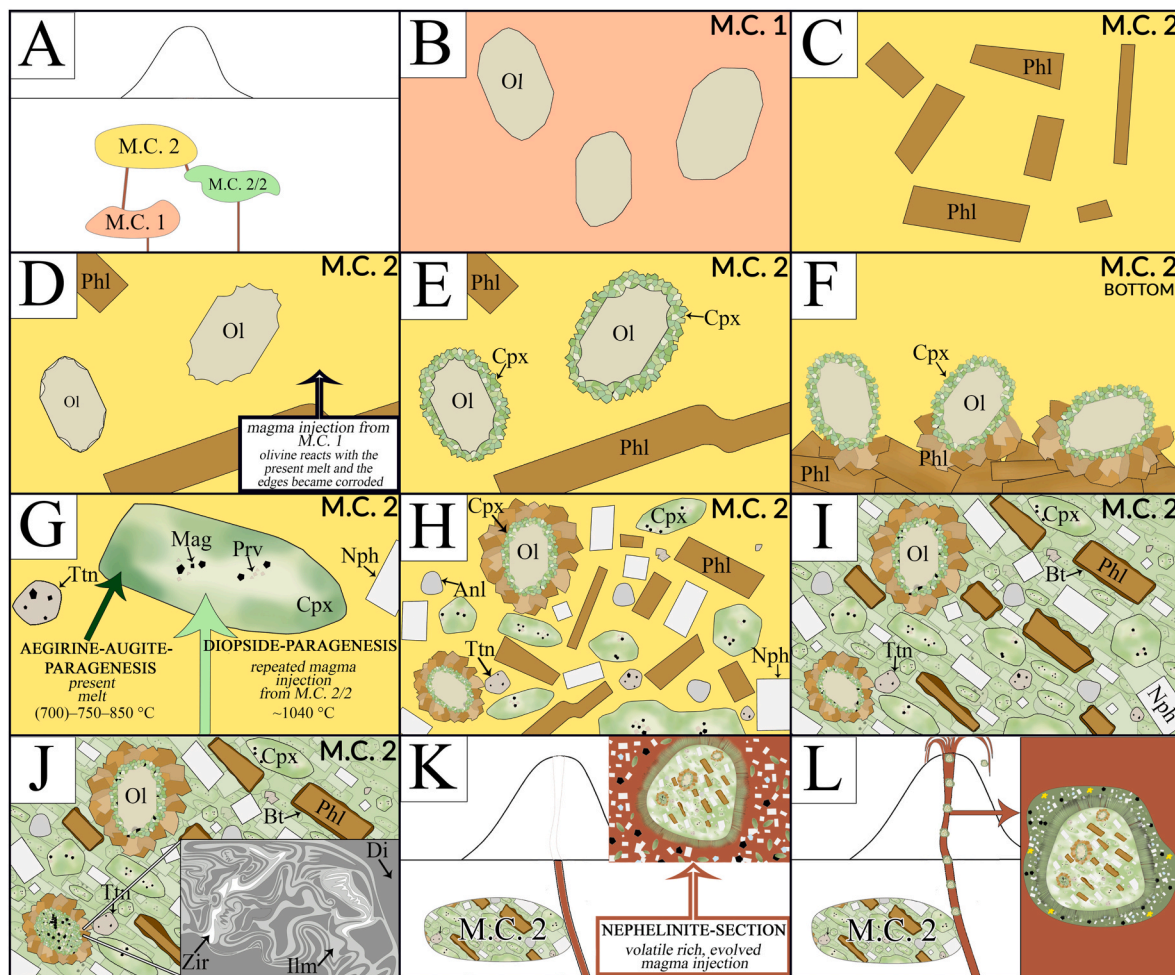 A
M.C. 2
M.C. 2/2
M.C. 1
B
M.C. 1
Ol
C
M.C. 2
Phl
Phl
D
M.C. 2
Phl
Ol
Ol
magma injection from
M.C. 1
olivine reacts with the
present melt and the
edges became corroded
E
M.C. 2
Phl
Ol
Cpx
Cpx
Ol
Phl
F
M.C. 2
BOTTOM
Cpx
Ol
Phl
Phl
G
M.C. 2
Mag
Prv
Nph
Ttn
Cpx
AEGIRINE-AUGITE-
PARAGENESIS
present
melt
(700)–750–850 °C
DIOPSIDE-PARAGENESIS
repeated magma
injection
from M.C. 2/2
~1040 °C
H
M.C. 2
Cpx
Cpx
Ol
Phl
Anl
Ttn
Nph
Ol
I
M.C. 2
Cpx
Ol
Phl
Bt
Ttn
Nph
Ol
J
M.C. 2
Cpx
Ol
Phl
Bt
Ttn
Di
Zir
Ilm
K
M.C. 2
NEPHELINITE-SECTION
volatile rich, evolved
magma injection
L
M.C. 2